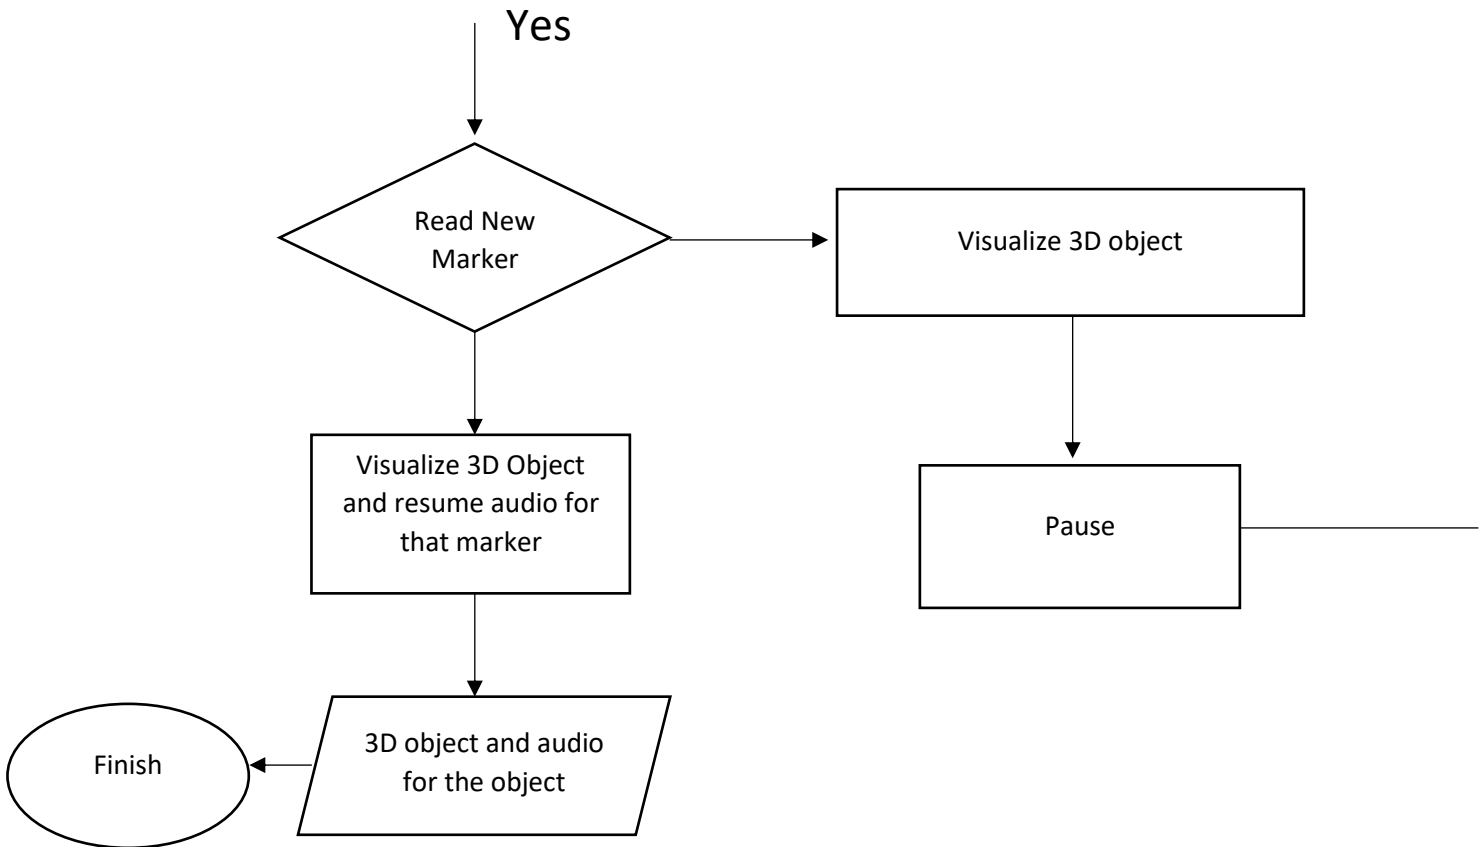 Yes
Read New
Marker
Visualize 3D object
Visualize 3D Object
and resume audio for
that marker
Pause
3D object and audio
for the object
Finish